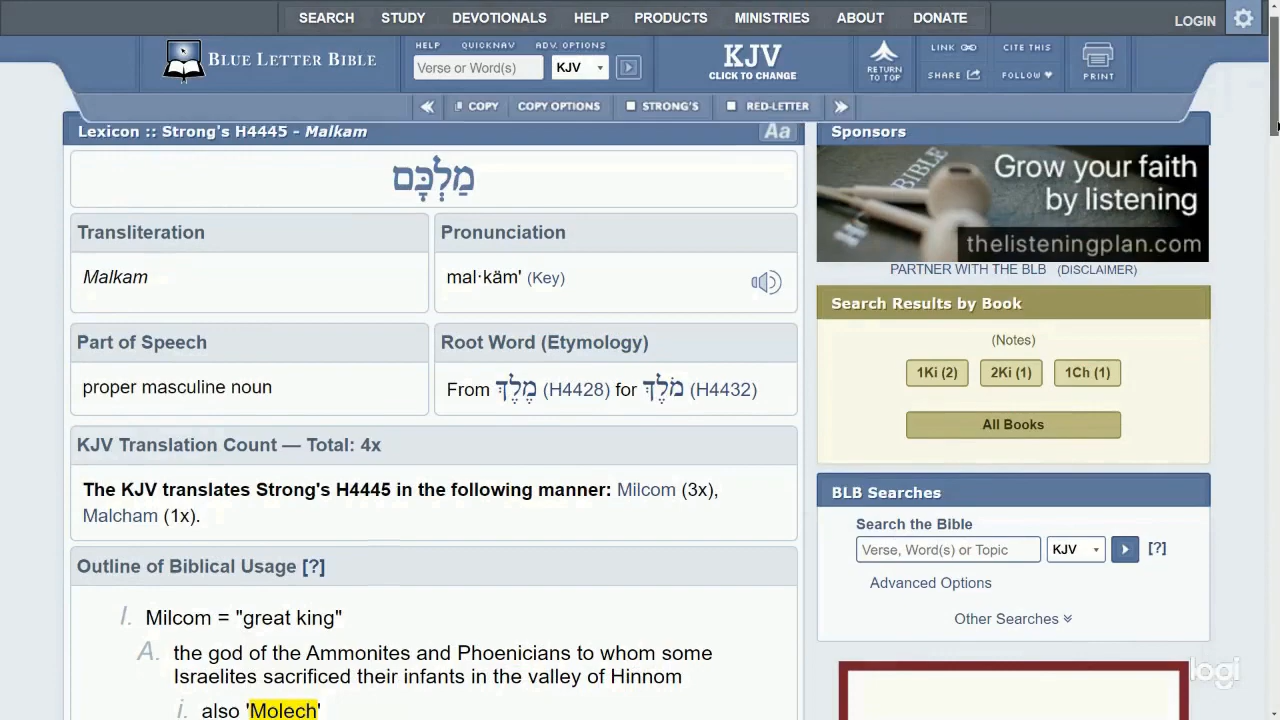 SEARCH STUDY DEVOTIONALS HELP PRODUCTS MINISTRIES ABOUT DONATE LOGIN
BLUE LETTER BIBLE
HELP QUICKNAV ADV. OPTIONS
Verse or Word(s) KJV
KJV
CLICK TO CHANGE
RETURN
TO TOP
LINK CITE THIS
SHARE FOLLOW
PRINT
COPY COPY OPTIONS STRONG'S RED-LETTER
Lexicon :: Strong's H4445 - Malkam Aa
מַלְכָּם
Transliteration
Malkam
Pronunciation
mal·käm' (Key)
Part of Speech
proper masculine noun
Root Word (Etymology)
From מֶלֶךְ (H4428) for מֹלֶךְ (H4432)
KJV Translation Count — Total: 4x
The KJV translates Strong's H4445 in the following manner: Milcom (3x),
Malcham (1x).
Outline of Biblical Usage [?]
I. Milcom = "great king"
A. the god of the Ammonites and Phoenicians to whom some
Israelites sacrificed their infants in the valley of Hinnom
i. also 'Molech'
Sponsors
BIBLE
Grow your faith
by listening
thelisteningplan.com
PARTNER WITH THE BLB (DISCLAIMER)
Search Results by Book
(Notes)
1Ki (2) 2Ki (1) 1Ch (1)
All Books
BLB Searches
Search the Bible
Verse, Word(s) or Topic KJV [?]
Advanced Options
Other Searches
logi